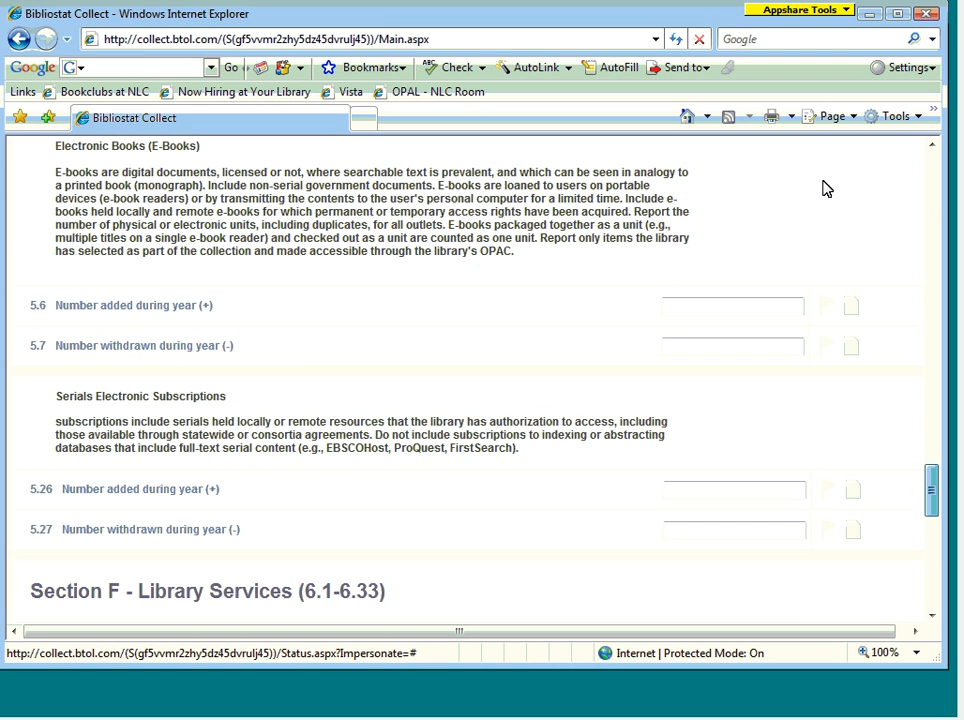 Bibliostat Collect - Windows Internet Explorer
Appshare Tools
http://collect.btol.com/(S(gf5vvmr2zhy5dz45dvrulj45))/Main.aspx
Google
Google G Go Bookmarks ABC Check AutoLink AutoFill Send to Settings
Links Bookclubs at NLC Now Hiring at Your Library Vista OPAL - NLC Room
Bibliostat Collect Page Tools
Electronic Books (E-Books)
E-books are digital documents, licensed or not, where searchable text is prevalent, and which can be seen in analogy to
a printed book (monograph). Include non-serial government documents. E-books are loaned to users on portable
devices (e-book readers) or by transmitting the contents to the user's personal computer for a limited time. Include e-
books held locally and remote e-books for which permanent or temporary access rights have been acquired. Report the
number of physical or electronic units, including duplicates, for all outlets. E-books packaged together as a unit (e.g.,
multiple titles on a single e-book reader) and checked out as a unit are counted as one unit. Report only items the library
has selected as part of the collection and made accessible through the library's OPAC.
5.6 Number added during year (+)
5.7 Number withdrawn during year (-)
Serials Electronic Subscriptions
subscriptions include serials held locally or remote resources that the library has authorization to access, including
those available through statewide or consortia agreements. Do not include subscriptions to indexing or abstracting
databases that include full-text serial content (e.g., EBSCOHost, ProQuest, FirstSearch).
5.26 Number added during year (+)
5.27 Number withdrawn during year (-)
Section F - Library Services (6.1-6.33)
http://collect.btol.com/(S(gf5vvmr2zhy5dz45dvrulj45))/Status.aspx?Impersonate=# Internet | Protected Mode: On 100%